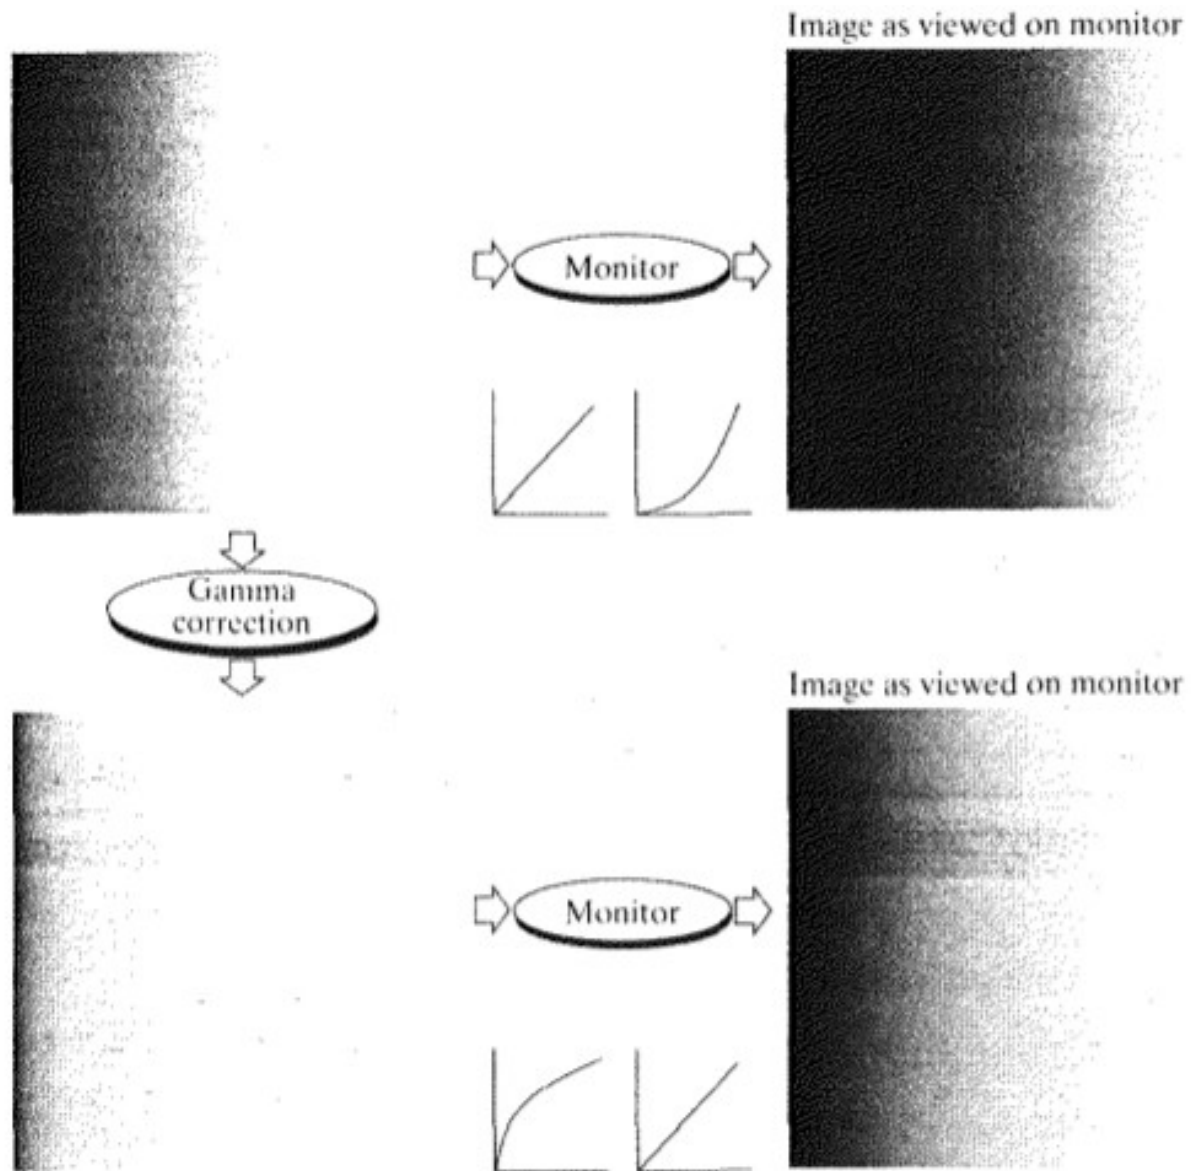 Image as viewed on monitor
Monitor
Gamma
correction
Image as viewed on monitor
Monitor